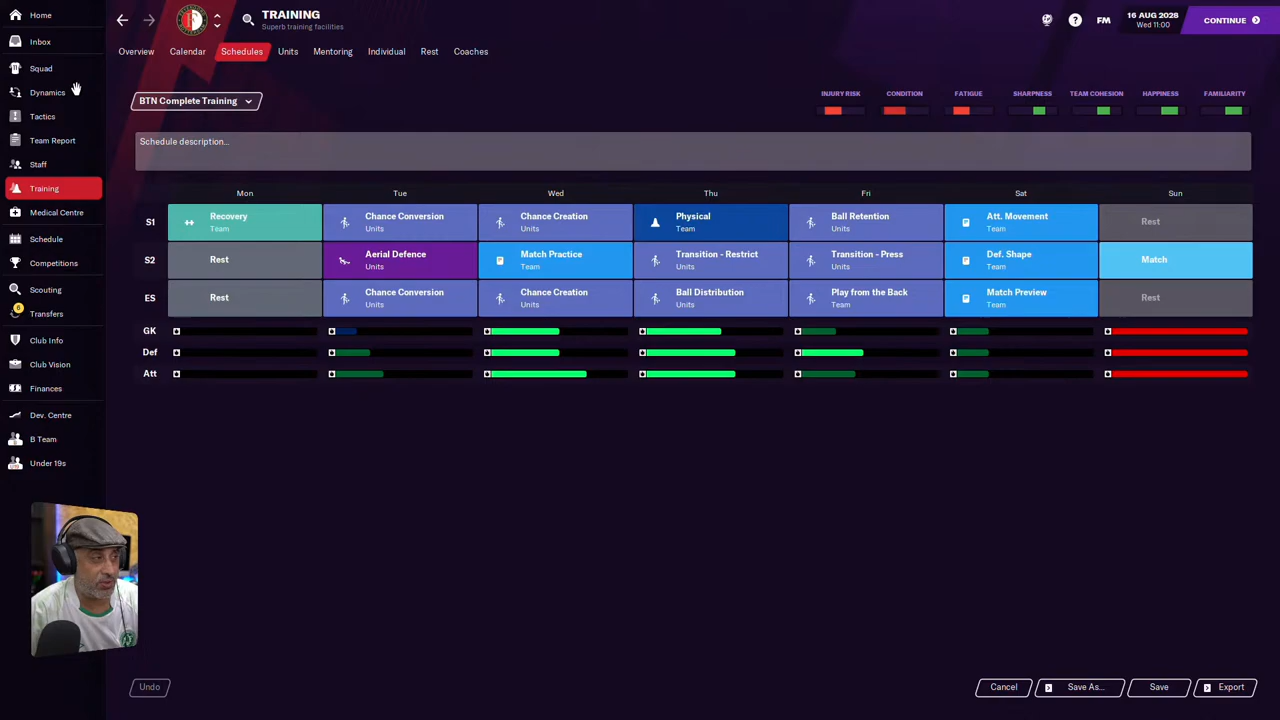 Home
TRAINING
Superb training facilities
FM
16 AUG 2028
Wed 11:00
CONTINUE
Inbox
Overview
Calendar
Schedules
Units
Mentoring
Individual
Rest
Coaches
Squad
Dynamics
Tactics
Team Report
Staff
Training
Medical Centre
Schedule
Competitions
Scouting
6
Transfers
Club Info
Club Vision
Finances
Dev. Centre
B Team
Under 19s
BTN Complete Training
INJURY RISK
CONDITION
FATIGUE
SHARPNESS
TEAM COHESION
HAPPINESS
FAMILIARITY
Schedule description...
Mon
Tue
Wed
Thu
Fri
Sat
Sun
S1
Recovery
Team
Chance Conversion
Units
Chance Creation
Units
Physical
Team
Ball Retention
Units
Att. Movement
Team
Rest
S2
Rest
Aerial Defence
Units
Match Practice
Team
Transition - Restrict
Units
Transition - Press
Units
Def. Shape
Team
Match
ES
Rest
Chance Conversion
Units
Chance Creation
Units
Ball Distribution
Units
Play from the Back
Team
Match Preview
Team
Rest
GK
Def
Att
Undo
Cancel
Save As...
Save
Export